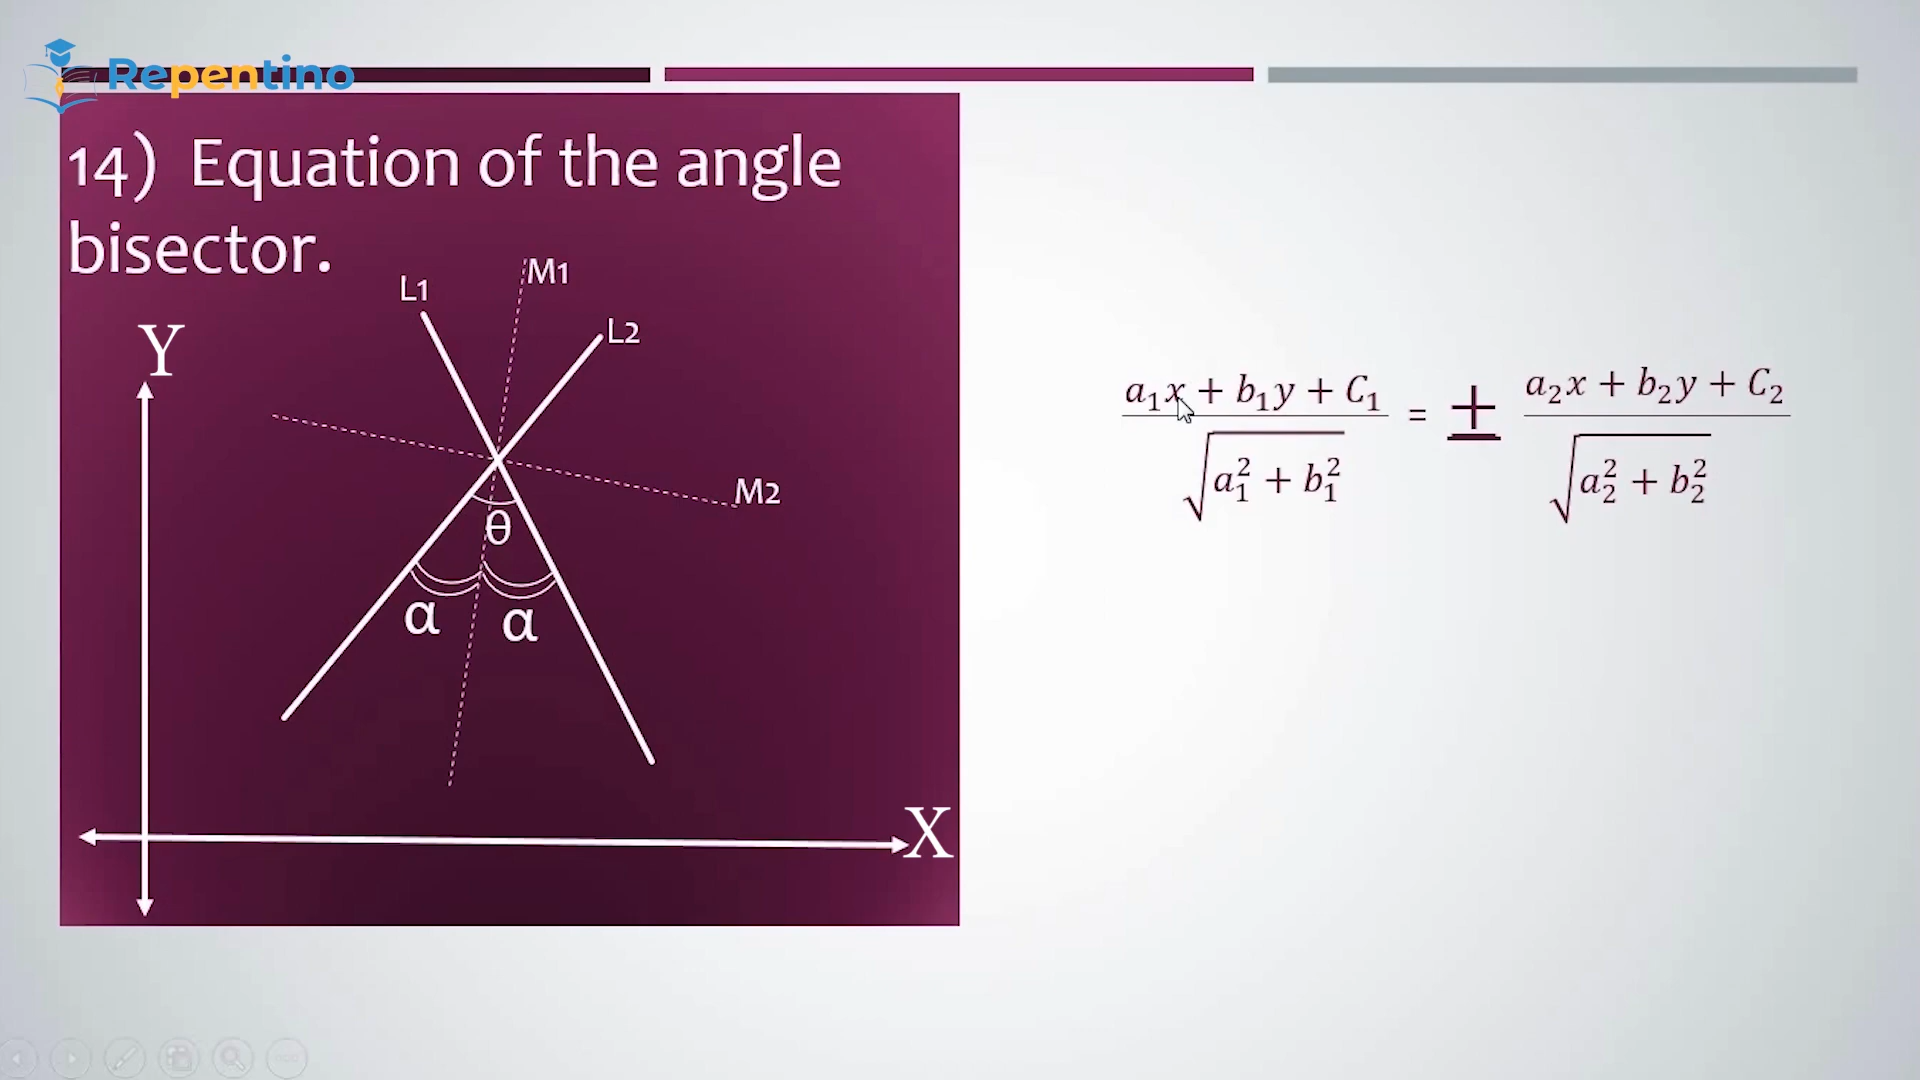 Repentino
14) Equation of the angle
bisector.
M1
L1
L2
Y
M2
θ
α α
X
a₁x + b₁y + C₁ / √(a₁² + b₁²) = ± a₂x + b₂y + C₂ / √(a₂² + b₂²)